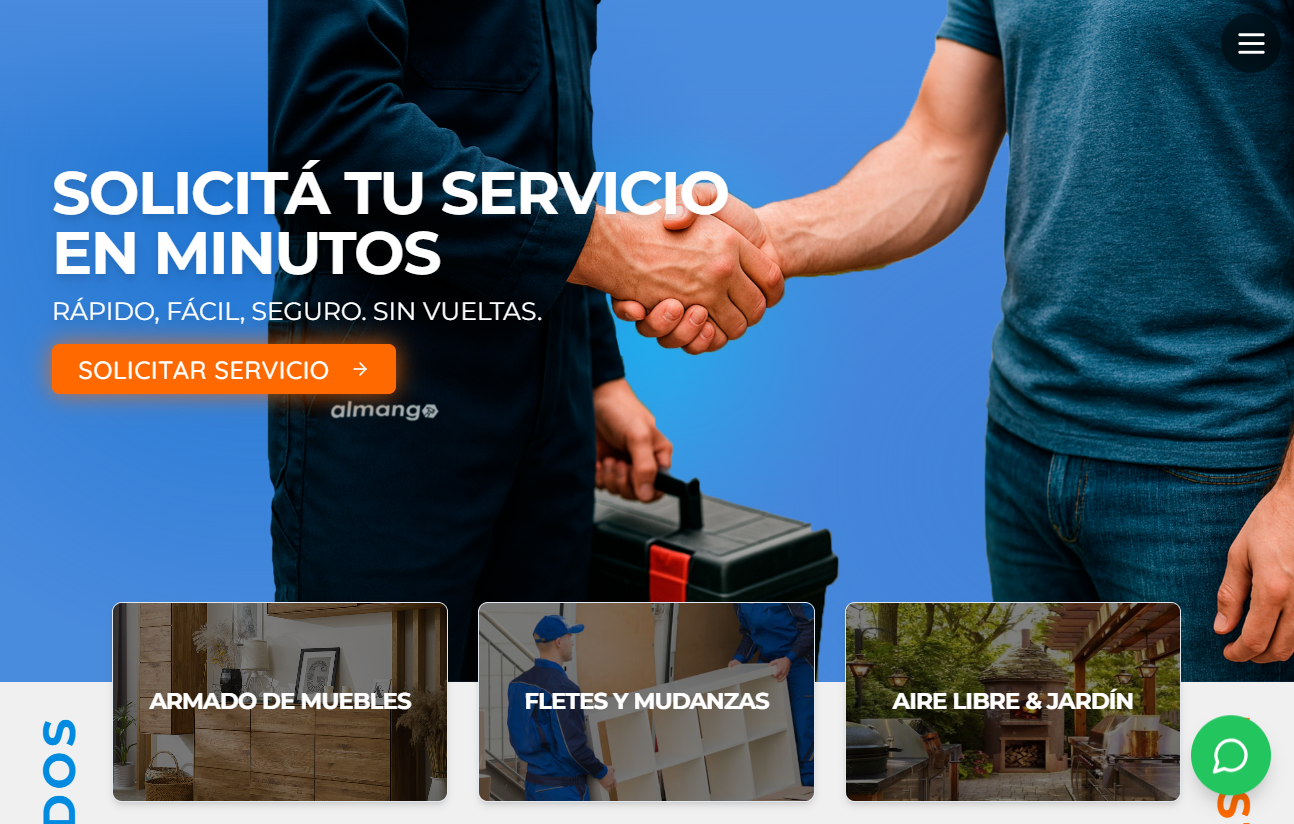 SOLICITÁ TU SERVICIO
EN MINUTOS
RÁPIDO, FÁCIL, SEGURO. SIN VUELTAS.
SOLICITAR SERVICIO →
almango
ARMADO DE MUEBLES
FLETES Y MUDANZAS
AIRE LIBRE & JARDÍN
DOS
S